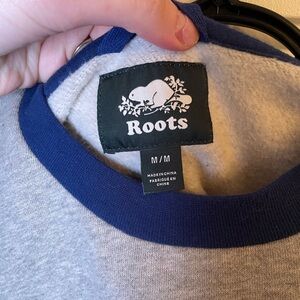 Roots
M/M
MADE IN CHINA
FABRIQUÉ EN
CHINE